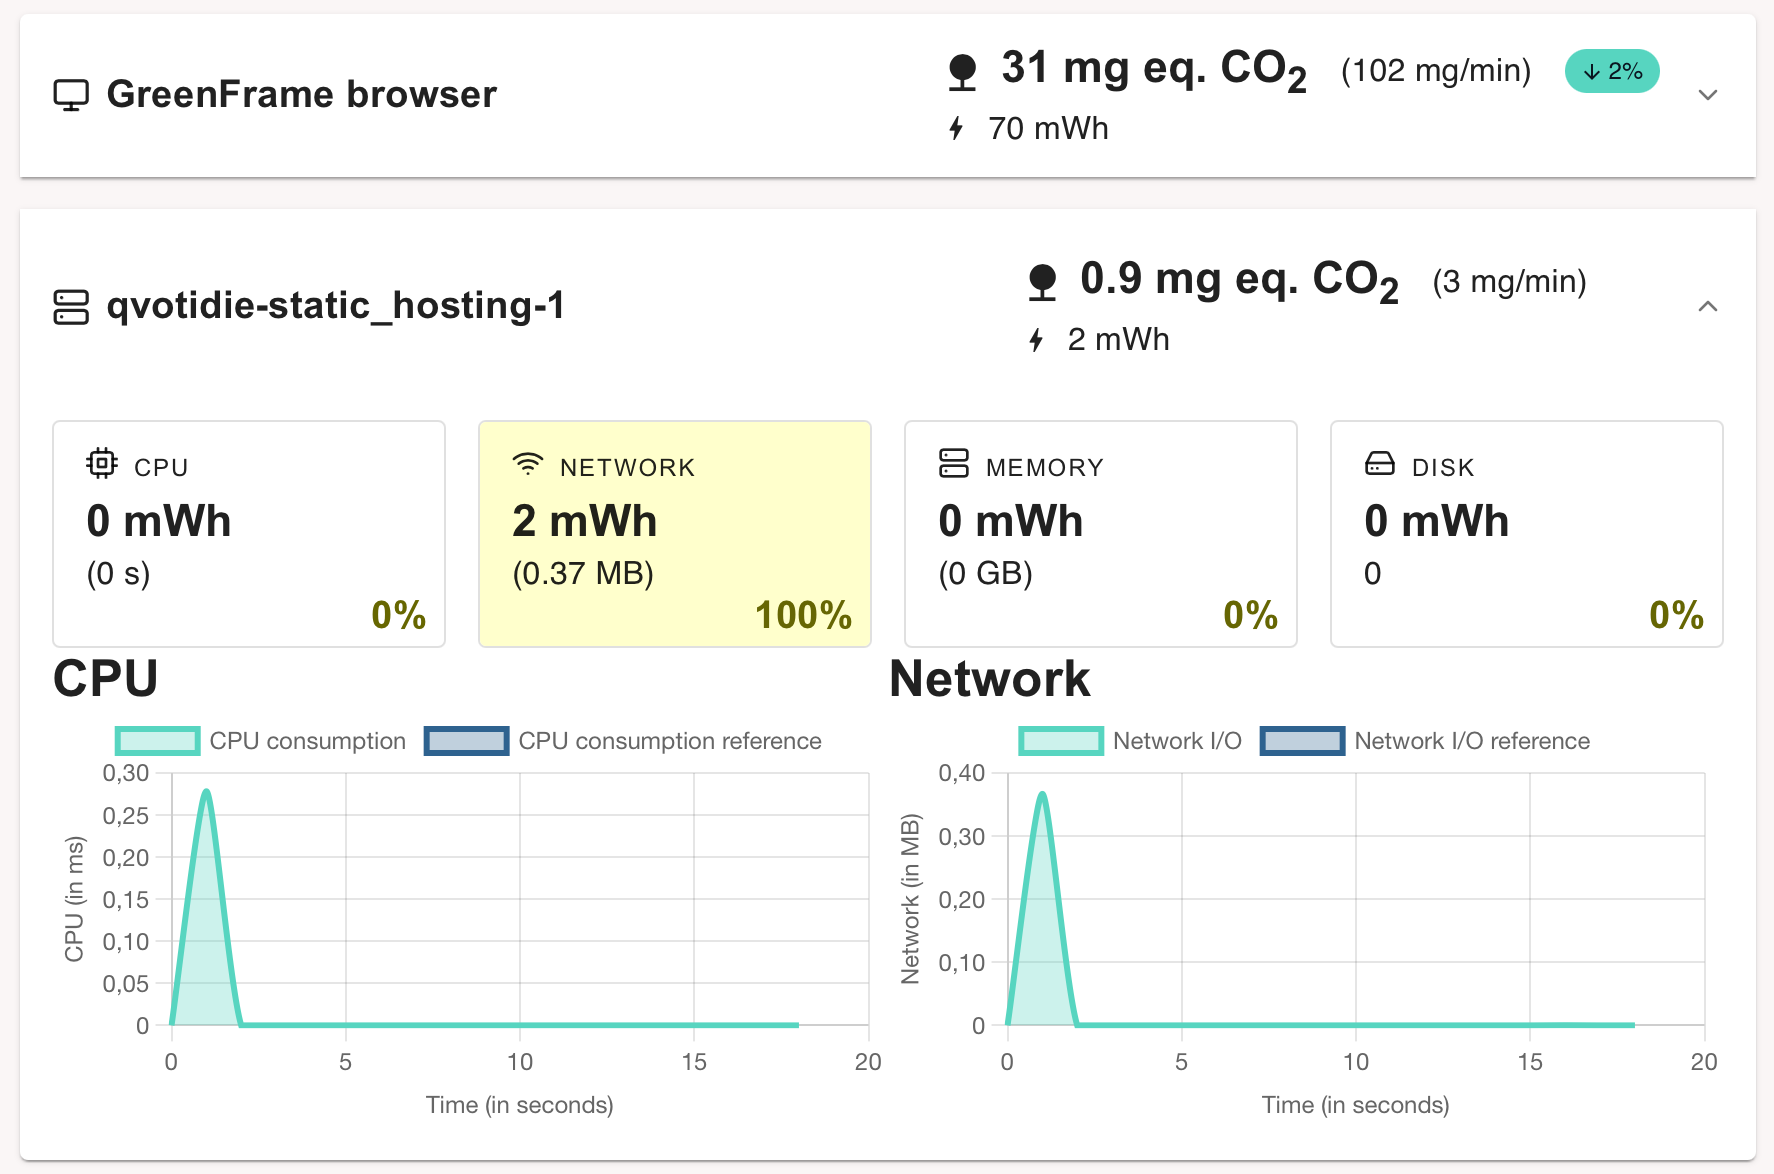 GreenFrame browser
31 mg eq. CO₂ (102 mg/min) ↓ 2%
70 mWh
qvotidie-static_hosting-1
0.9 mg eq. CO₂ (3 mg/min)
2 mWh
CPU
0 mWh
(0 s)
0%
NETWORK
2 mWh
(0.37 MB)
100%
MEMORY
0 mWh
(0 GB)
0%
DISK
0 mWh
0
0%
CPU
CPU consumption CPU consumption reference
0,30
0,25
0,20
0,15
0,10
0,05
0
CPU (in ms)
0 5 10 15 20
Time (in seconds)
Network
Network I/O Network I/O reference
0,40
0,30
0,20
0,10
0
Network (in MB)
0 5 10 15 20
Time (in seconds)